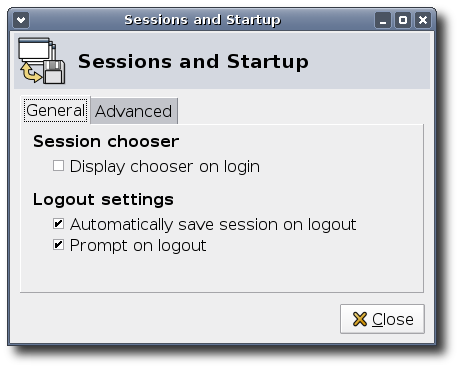 Sessions and Startup
Sessions and Startup
General Advanced
Session chooser
Display chooser on login
Logout settings
Automatically save session on logout
Prompt on logout
Close